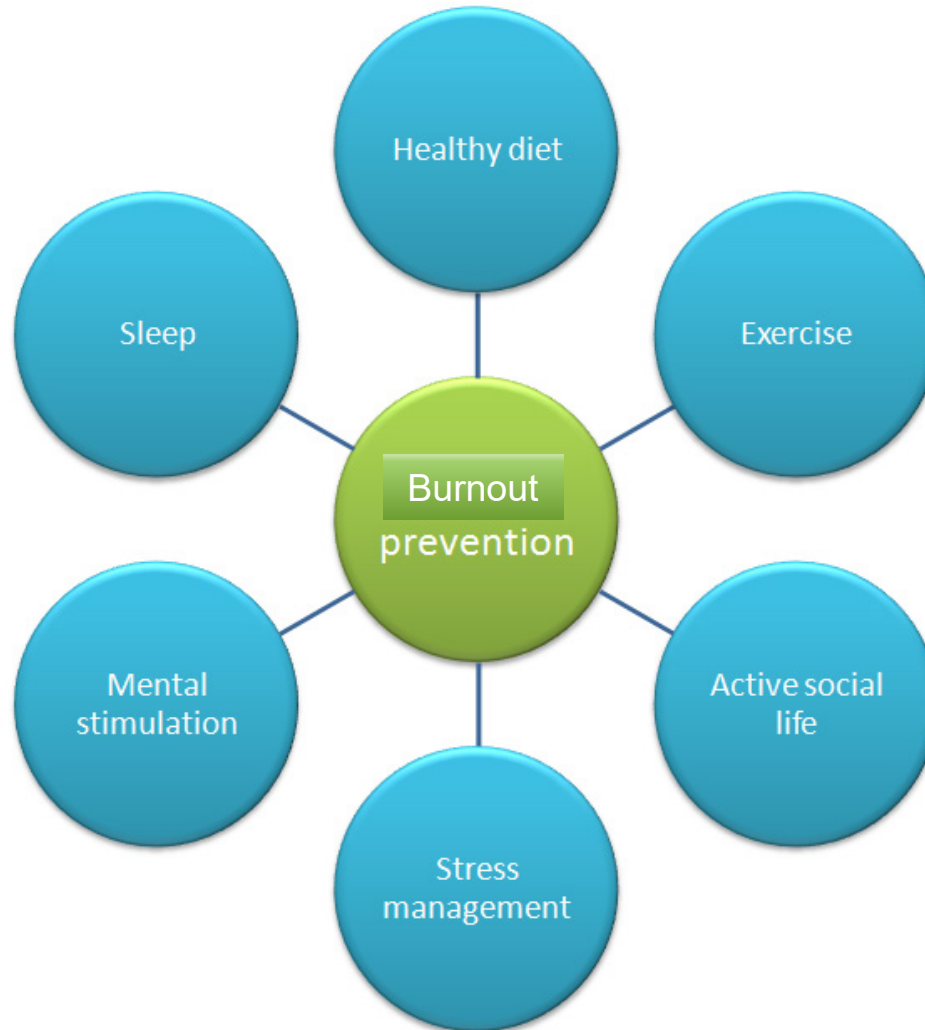 Healthy diet
Sleep
Exercise
Burnout
prevention
Mental
stimulation
Active social
life
Stress
management